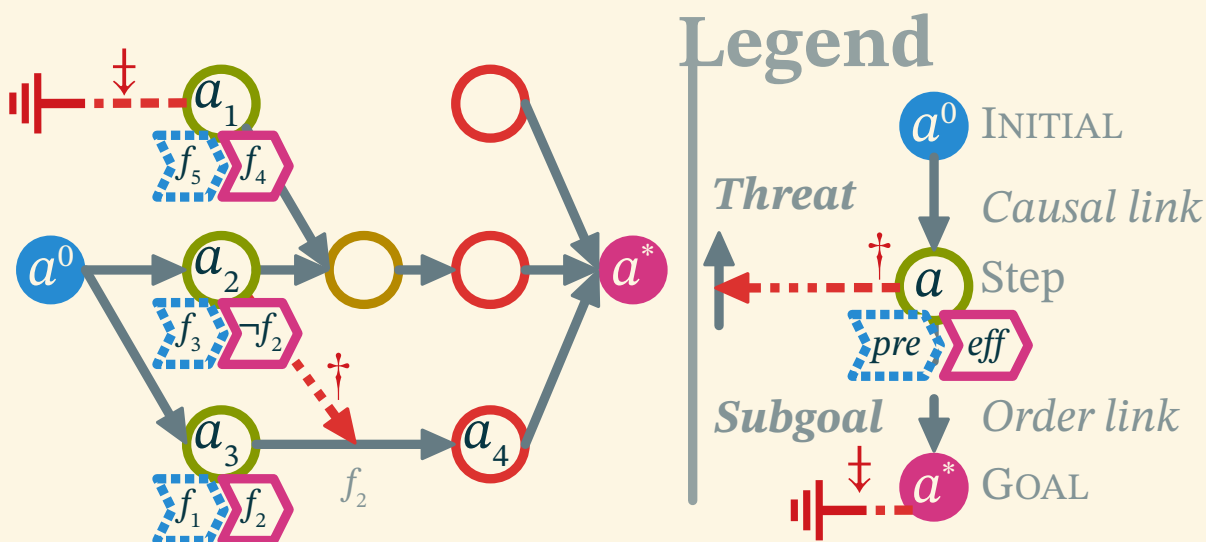 Legend
‡
a₁
f₅ f₄
a⁰
a₂
a*
f₃ ¬f₂
†
a₃
a₄
f₂
f₁ f₂
a⁰ INITIAL
Threat
Causal link
†
a Step
pre eff
Subgoal
Order link
‡
a* GOAL